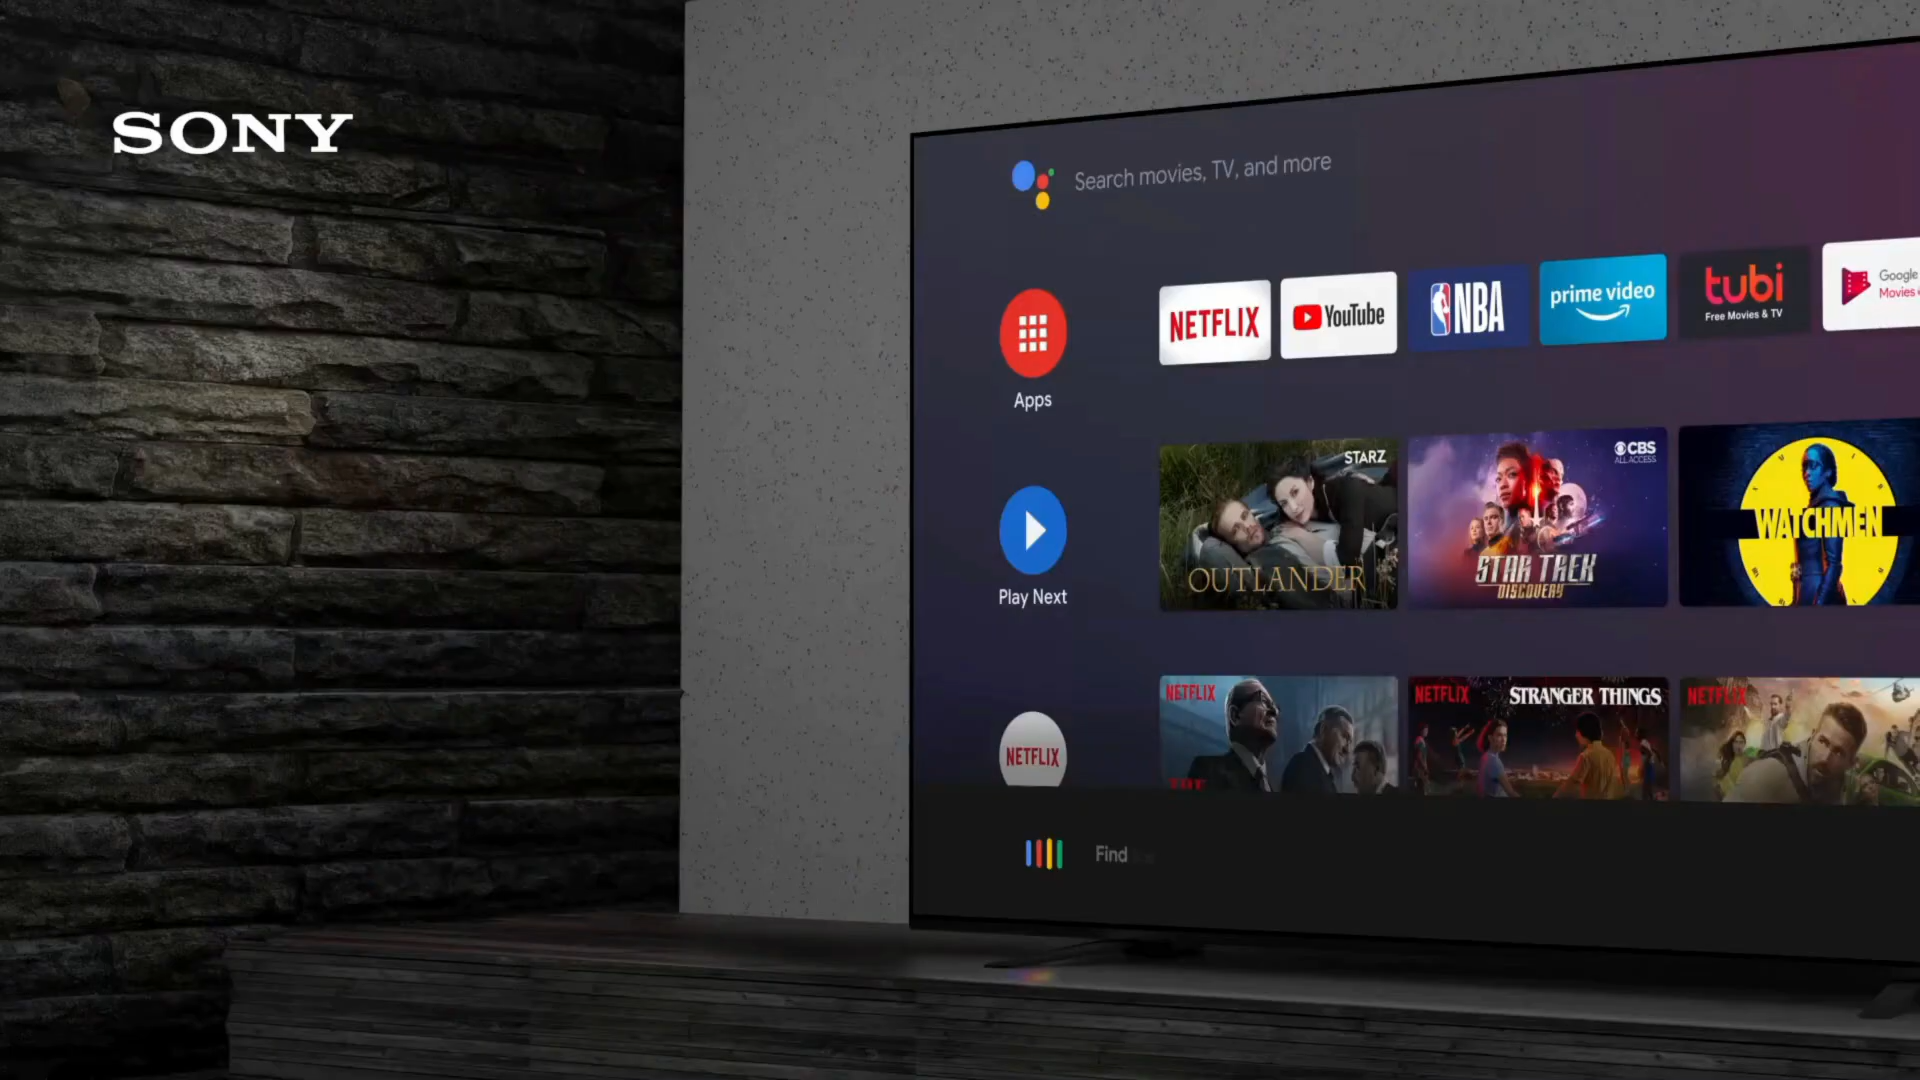 SONY
Search movies, TV, and more
NETFLIX
YouTube
NBA
prime video
tubi
Free Movies & TV
Google
Movies
Apps
STARZ
OUTLANDER
CBS
ALL ACCESS
STAR TREK
DISCOVERY
WATCHMEN
Play Next
NETFLIX
NETFLIX
STRANGER THINGS
NETFLIX
NETFLIX
Find